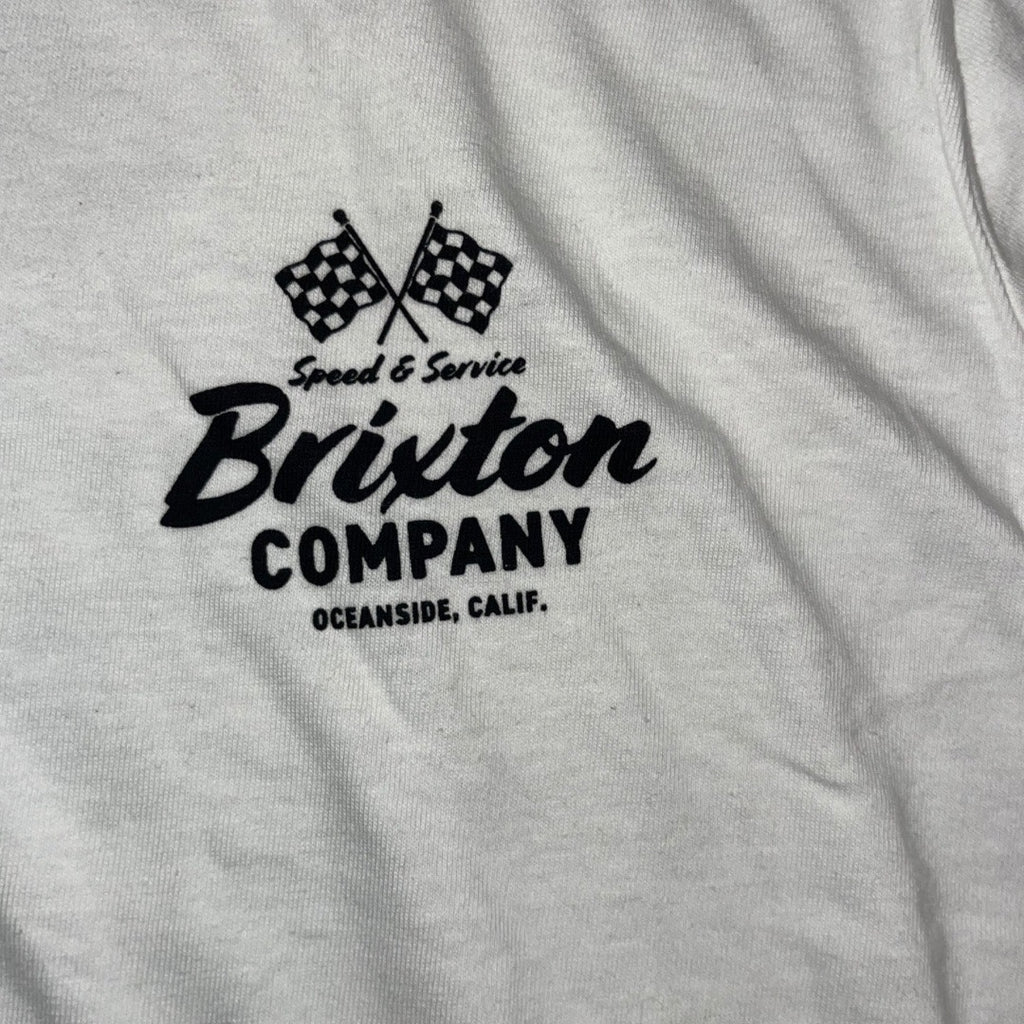 Speed & Service
Brixton
COMPANY
OCEANSIDE, CALIF.